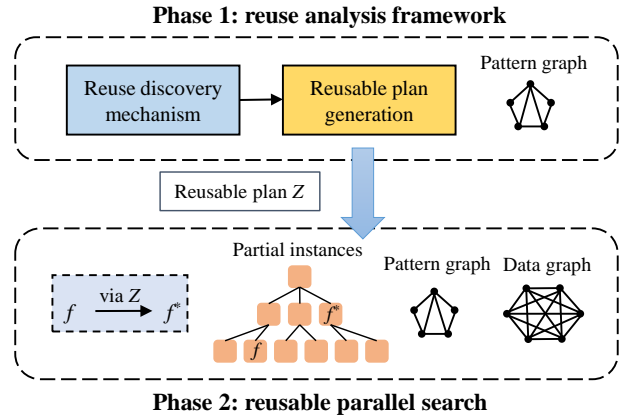 Phase 1: reuse analysis framework
Reuse discovery
mechanism
Reusable plan
generation
Pattern graph
Reusable plan Z
Partial instances
Pattern graph
Data graph
f via Z f*
f*
f
Phase 2: reusable parallel search